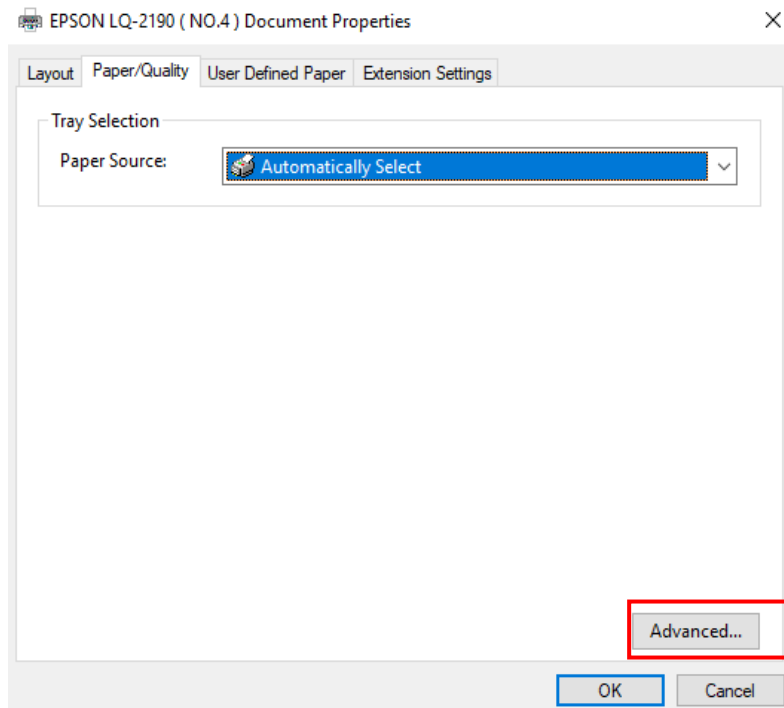 EPSON LQ-2190 ( NO.4 ) Document Properties
Layout Paper/Quality User Defined Paper Extension Settings
Tray Selection
Paper Source: Automatically Select
Advanced...
OK Cancel